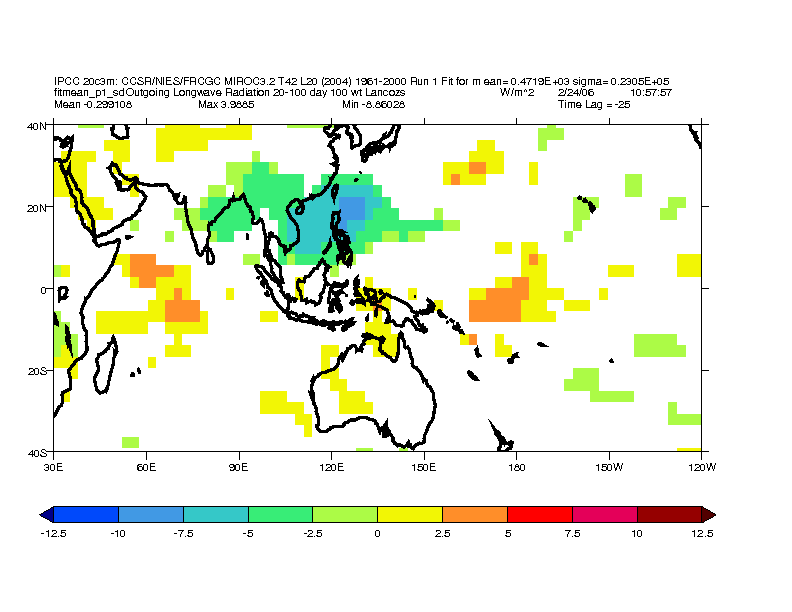 IPCC 20c3m: CCSR/NIES/FRCGC MIROC3.2 T42 L20 (2004) 1961-2000 Run 1 Fit for mean= 0.4719E+03 sigma= 0.2305E+05
fitmean_p1_sdOutgoing Longwave Radiation 20-100 day 100 wt Lancozs W/m^2 2/24/06 10:57:57
Mean -0.299108 Max 3.9885 Min -8.86028 Time Lag = -25
40N
20N
0
20S
40S
30E 60E 90E 120E 150E 180 150W 120W
-12.5 -10 -7.5 -5 -2.5 0 2.5 5 7.5 10 12.5